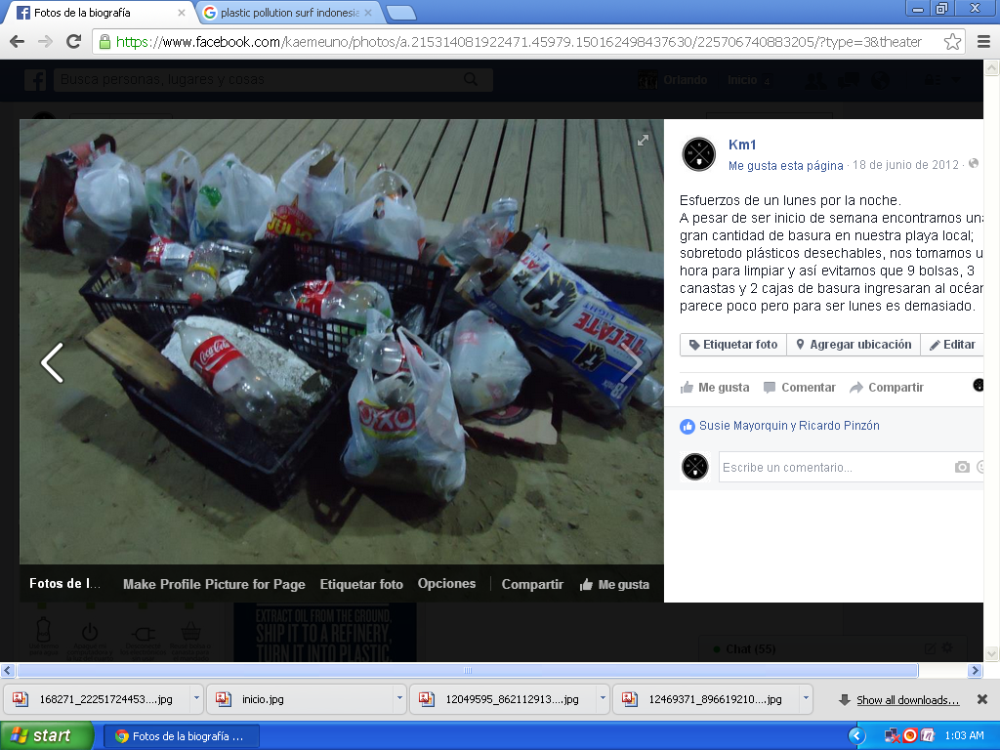 Fotos de la biografía
plastic pollution surf indonesia
https://www.facebook.com/kaemeuno/photos/a.215314081922471.45979.150162498437630/225706740883205/?type=3&theater
Busca personas, lugares y cosas
Orlando
Inicio 4
JULIO
Coca-Cola
TECATE
LIGHT
18
OXXO
Km1
Me gusta esta página · 18 de junio de 2012 ·
Esfuerzos de un lunes por la noche.
A pesar de ser inicio de semana encontramos una
gran cantidad de basura en nuestra playa local;
sobretodo plásticos desechables, nos tomamos u
hora para limpiar y así evitamos que 9 bolsas, 3
canastas y 2 cajas de basura ingresaran al océan
parece poco pero para ser lunes es demasiado.
Etiquetar foto
Agregar ubicación
Editar
Me gusta
Comentar
Compartir
Susie Mayorquin y Ricardo Pinzón
Escribe un comentario...
Fotos de l...
Make Profile Picture for Page
Etiquetar foto
Opciones
Compartir
Me gusta
EXTRACT OIL FROM THE GROUND,
SHIP IT TO A REFINERY,
TURN IT INTO PLASTIC,
Chat (55)
168271_22251724453....jpg
inicio.jpg
12049595_862112913....jpg
12469371_896619210....jpg
Show all downloads...
start
Fotos de la biografía ...
1:03 AM